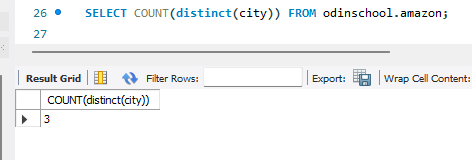 26 SELECT COUNT(distinct(city)) FROM odinschool.amazon;
27
Result Grid Filter Rows: Export: Wrap Cell Content:
COUNT(distinct(city))
3